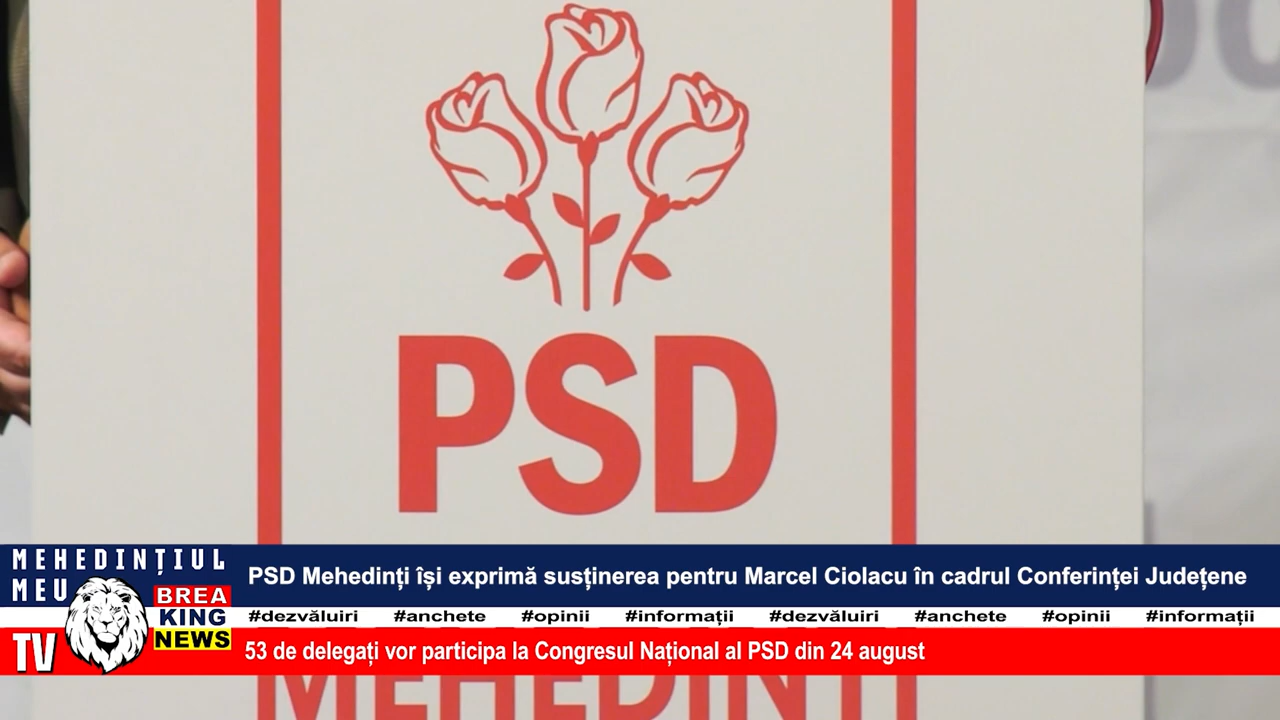 PSD
MEHEDINȚIUL
MEU
TV
BREA
KING
NEWS
PSD Mehedinți își exprimă susținerea pentru Marcel Ciolacu în cadrul Conferinței Județene
#dezvăluiri #anchete #opinii #informații #dezvăluiri #anchete #opinii #informații
53 de delegați vor participa la Congresul Național al PSD din 24 august
MEHEDINȚI